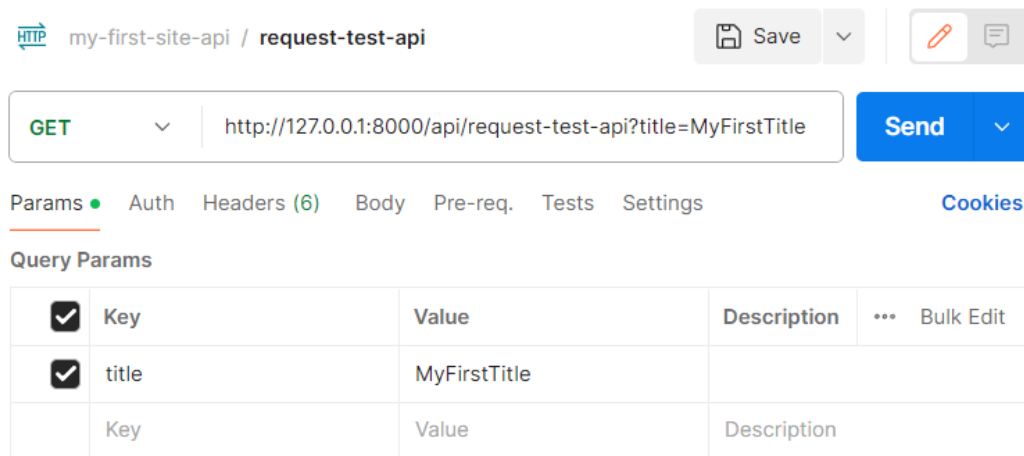 HTTP my-first-site-api / request-test-api Save
GET http://127.0.0.1:8000/api/request-test-api?title=MyFirstTitle Send
Params Auth Headers (6) Body Pre-req. Tests Settings Cookies
Query Params
Key Value Description ••• Bulk Edit
title MyFirstTitle
Key Value Description